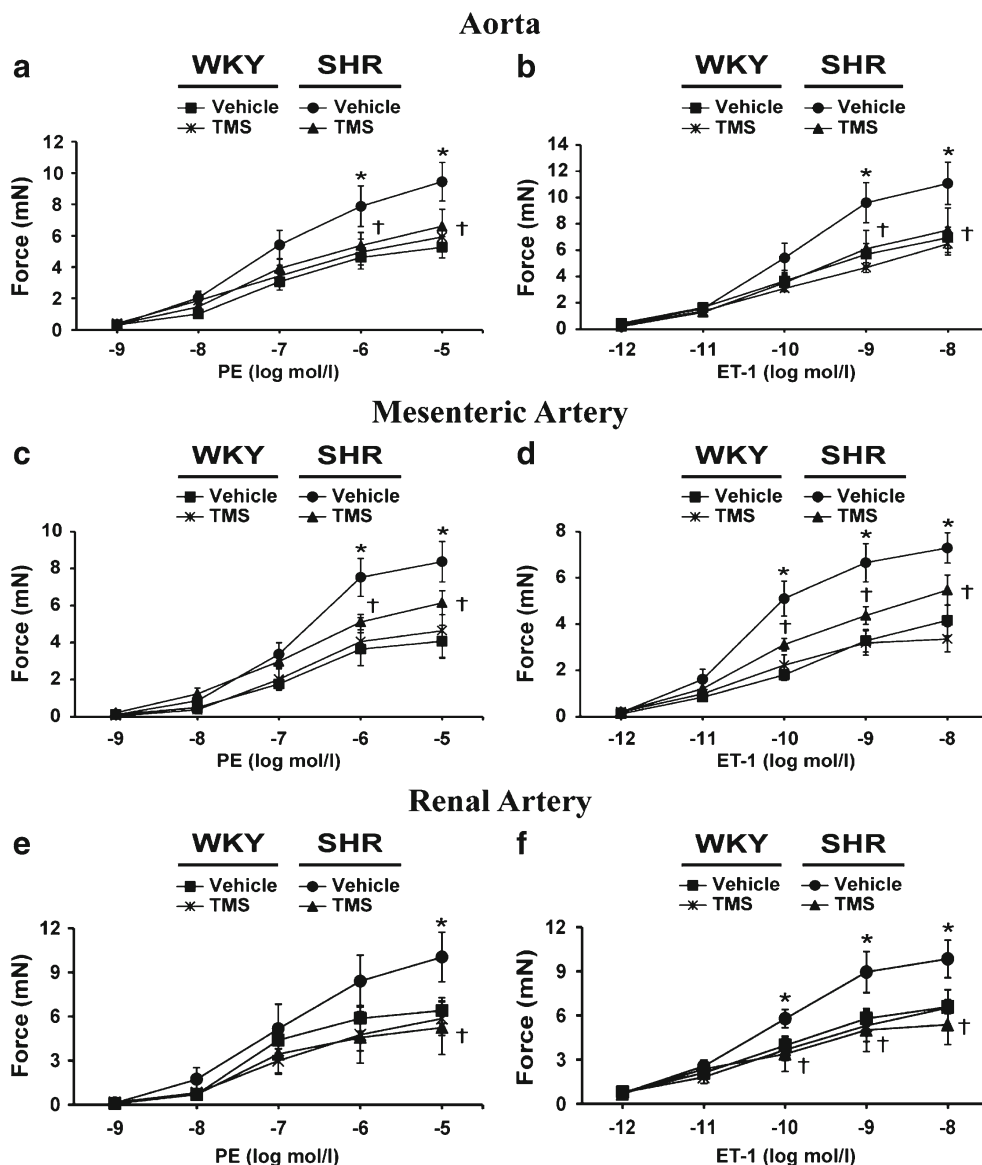 Aorta
a WKY SHR
Vehicle Vehicle
TMS TMS
12
10
8
6
4
2
0
Force (mN)
* *
† †
-9 -8 -7 -6 -5
PE (log mol/l)
b WKY SHR
Vehicle Vehicle
TMS TMS
14
12
10
8
6
4
2
0
Force (mN)
* *
† †
-12 -11 -10 -9 -8
ET-1 (log mol/l)
Mesenteric Artery
c WKY SHR
Vehicle Vehicle
TMS TMS
10
8
6
4
2
0
Force (mN)
* *
† †
-9 -8 -7 -6 -5
PE (log mol/l)
d WKY SHR
Vehicle Vehicle
TMS TMS
8
6
4
2
0
Force (mN)
* * *
† † †
-12 -11 -10 -9 -8
ET-1 (log mol/l)
Renal Artery
e WKY SHR
Vehicle Vehicle
TMS TMS
12
9
6
3
0
Force (mN)
*
†
-9 -8 -7 -6 -5
PE (log mol/l)
f WKY SHR
Vehicle Vehicle
TMS TMS
12
9
6
3
0
Force (mN)
* * *
† † †
-12 -11 -10 -9 -8
ET-1 (log mol/l)